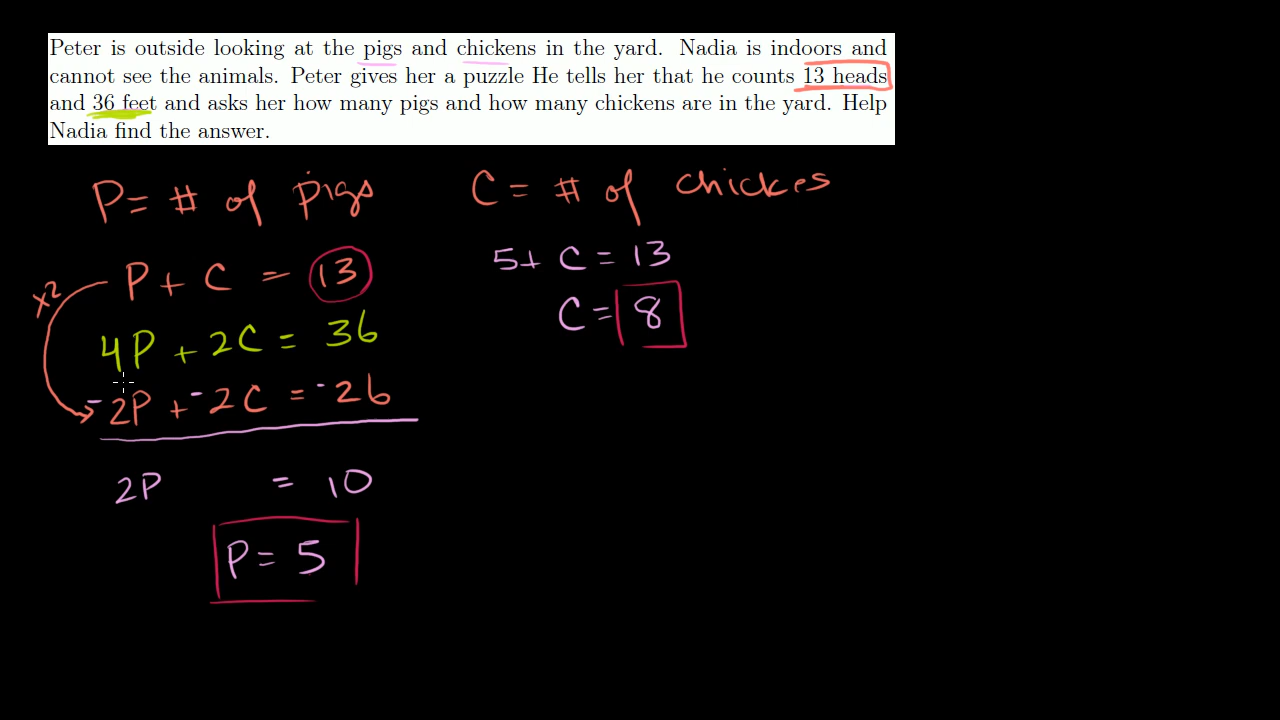 Peter is outside looking at the pigs and chickens in the yard. Nadia is indoors and
cannot see the animals. Peter gives her a puzzle He tells her that he counts 13 heads
and 36 feet and asks her how many pigs and how many chickens are in the yard. Help
Nadia find the answer.
P = # of pigs
C = # of chickes
P + C = 13
x2
4P + 2C = 36
-2P + -2C = -26
2P = 10
P = 5
5 + C = 13
C = 8